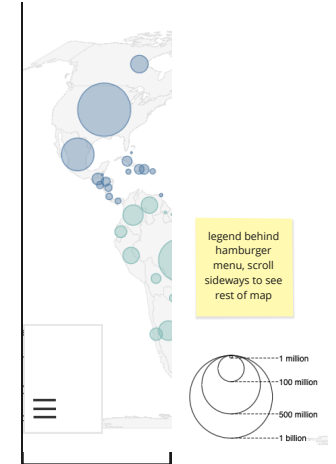 legend behind
hamburger
menu, scroll
sideways to see
rest of map
1 million
100 million
500 million
1 billion